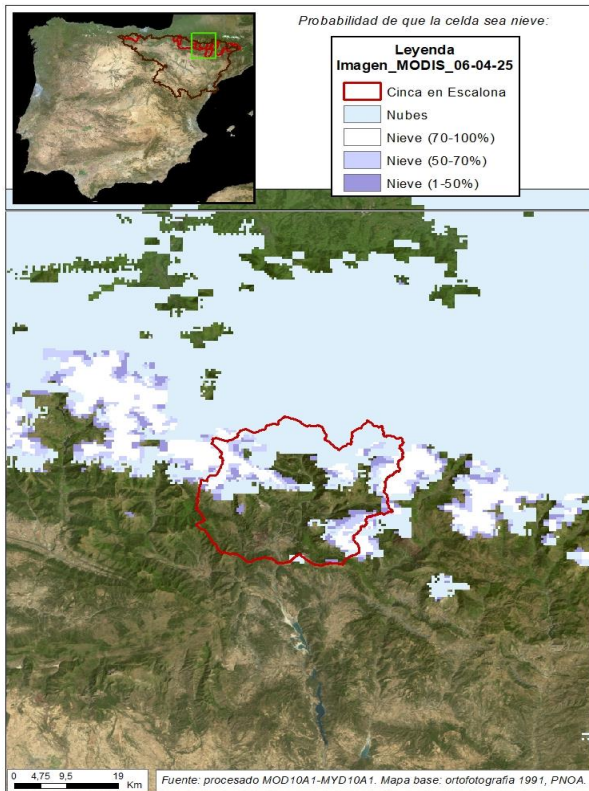 Probabilidad de que la celda sea nieve:
Leyenda
Imagen_MODIS_06-04-25
Cinca en Escalona
Nubes
Nieve (70-100%)
Nieve (50-70%)
Nieve (1-50%)
0 4,75 9,5 19
Km
Fuente: procesado MOD10A1-MYD10A1. Mapa base: ortofotografia 1991, PNOA.